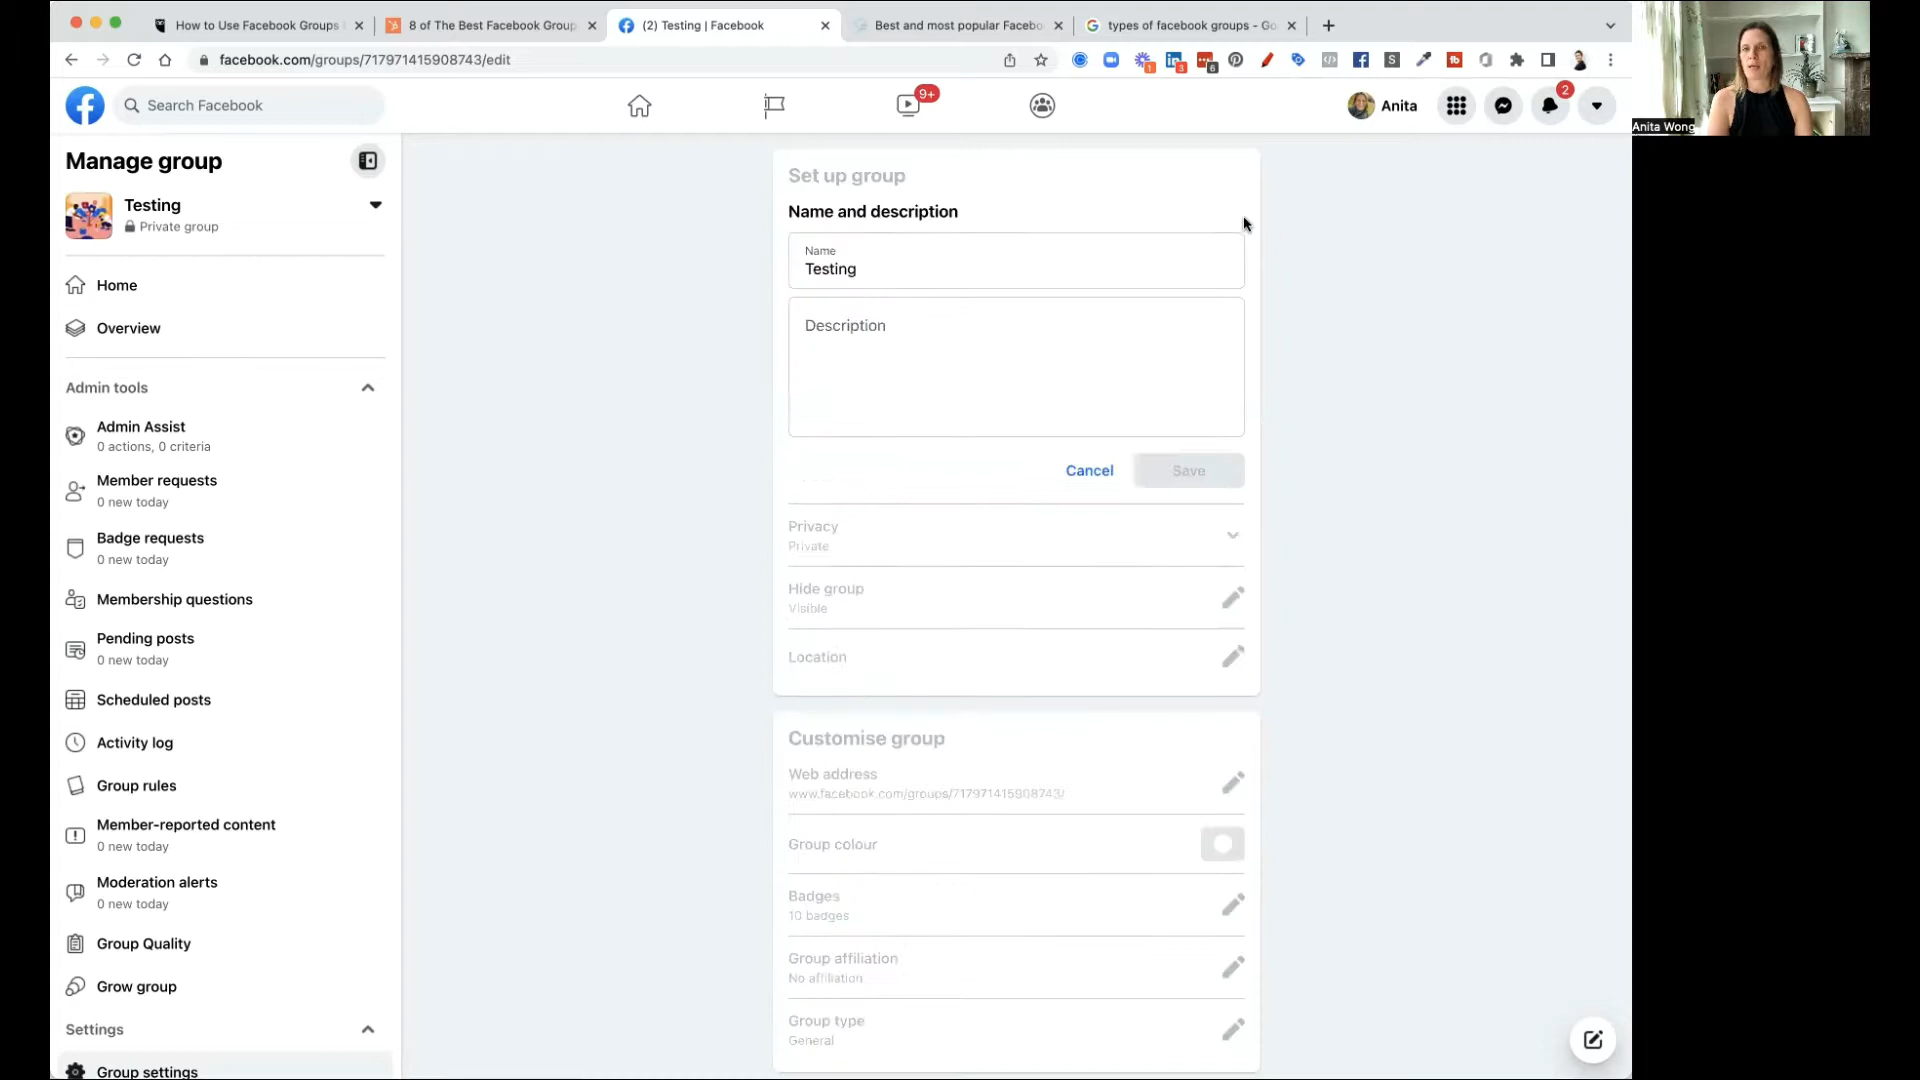 How to Use Facebook Groups
8 of The Best Facebook Group
(2) Testing | Facebook
Best and most popular Facebo
types of facebook groups - Go
facebook.com/groups/717971415908743/edit
1
3
6
Search Facebook
9+
Anita
2
Anita Wong
Manage group
Testing
Private group
Home
Overview
Admin tools
Admin Assist
0 actions, 0 criteria
Member requests
0 new today
Badge requests
0 new today
Membership questions
Pending posts
0 new today
Scheduled posts
Activity log
Group rules
Member-reported content
0 new today
Moderation alerts
0 new today
Group Quality
Grow group
Settings
Group settings
Set up group
Name and description
Name
Testing
Description
Cancel
Save
Privacy
Private
Hide group
Visible
Location
Customise group
Web address
www.facebook.com/groups/717971415908743/
Group colour
Badges
10 badges
Group affiliation
No affiliation
Group type
General